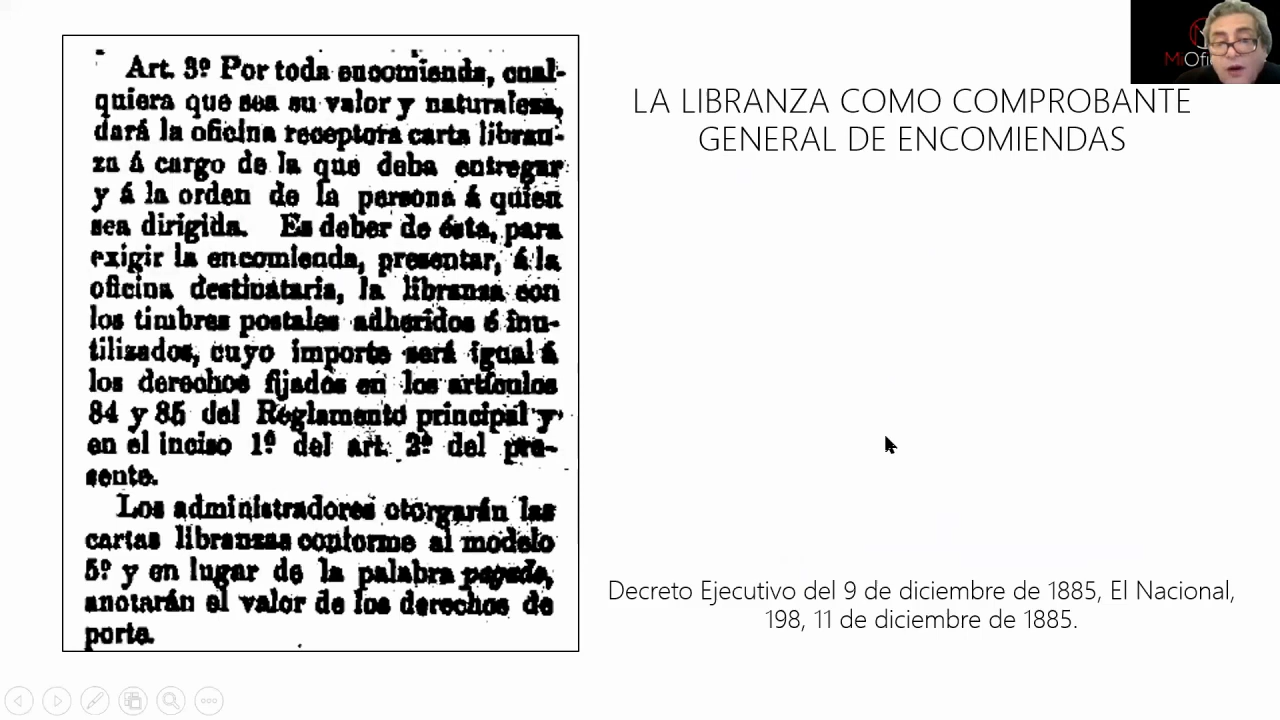 Art. 3º Por toda encomienda, cual-
quiera que sea su valor y naturaleza,
dará la oficina receptora carta libran-
za á cargo de la que deba entregar
y á la orden de la persona á quien
sea dirigida. Es deber de ésta, para
exigir la encomienda, presentar, á la
oficina destinataria, la libranza con
los timbres postales adheridos é inu-
tilizados, cuyo importe será igual á
los derechos fijados en los artículos
84 y 85 del Reglamento principal y
en el inciso 1º del art. 2º del pre-
sente.
Los administradores otorgarán las
cartas libranzas conforme al modelo
5º y en lugar de la palabra pagado,
anotarán el valor de los derechos de
porte.
LA LIBRANZA COMO COMPROBANTE
GENERAL DE ENCOMIENDAS
Decreto Ejecutivo del 9 de diciembre de 1885, El Nacional,
198, 11 de diciembre de 1885.